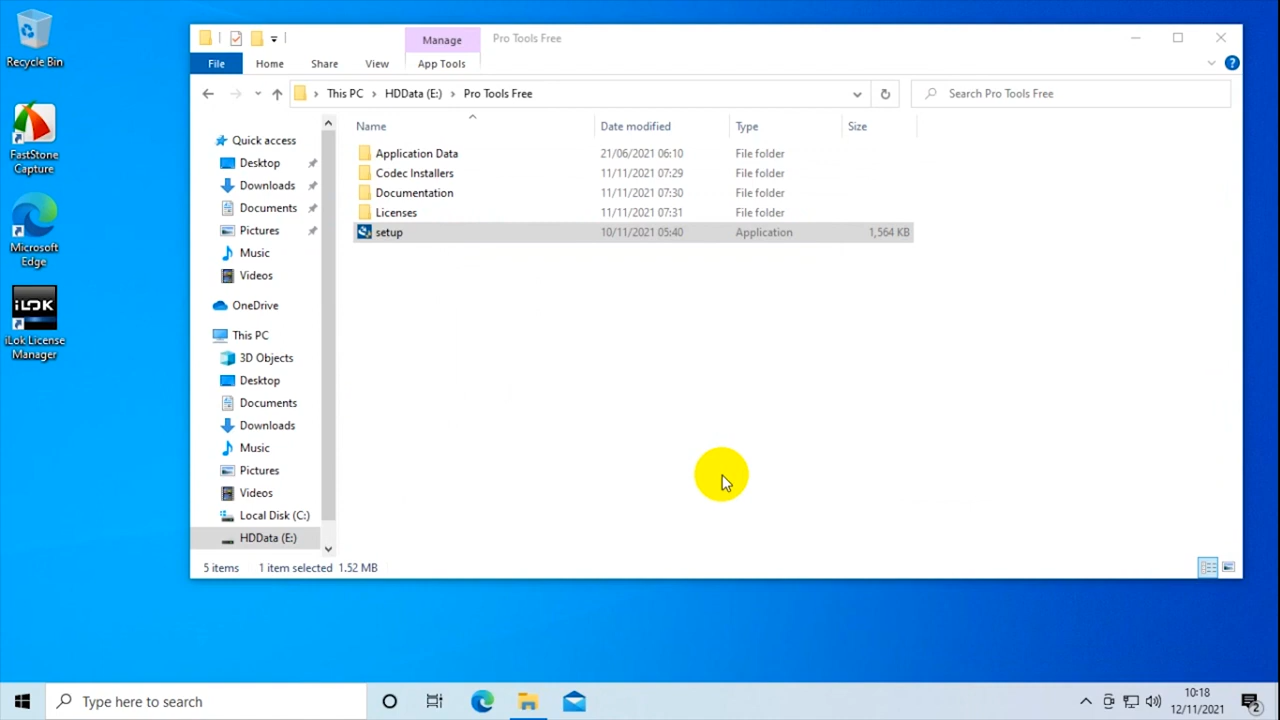 Recycle Bin
FastStone
Capture
Microsoft
Edge
iLOK
iLok License
Manager
Manage
Pro Tools Free
File
Home
Share
View
App Tools
This PC
HDData (E:)
Pro Tools Free
Search Pro Tools Free
Name
Date modified
Type
Size
Quick access
Desktop
Downloads
Documents
Pictures
Music
Videos
OneDrive
This PC
3D Objects
Desktop
Documents
Downloads
Music
Pictures
Videos
Local Disk (C:)
HDData (E:)
Application Data 21/06/2021 06:10 File folder
Codec Installers 11/11/2021 07:29 File folder
Documentation 11/11/2021 07:30 File folder
Licenses 11/11/2021 07:31 File folder
setup 10/11/2021 05:40 Application 1,564 KB
5 items 1 item selected 1.52 MB
Type here to search
10:18
12/11/2021
2